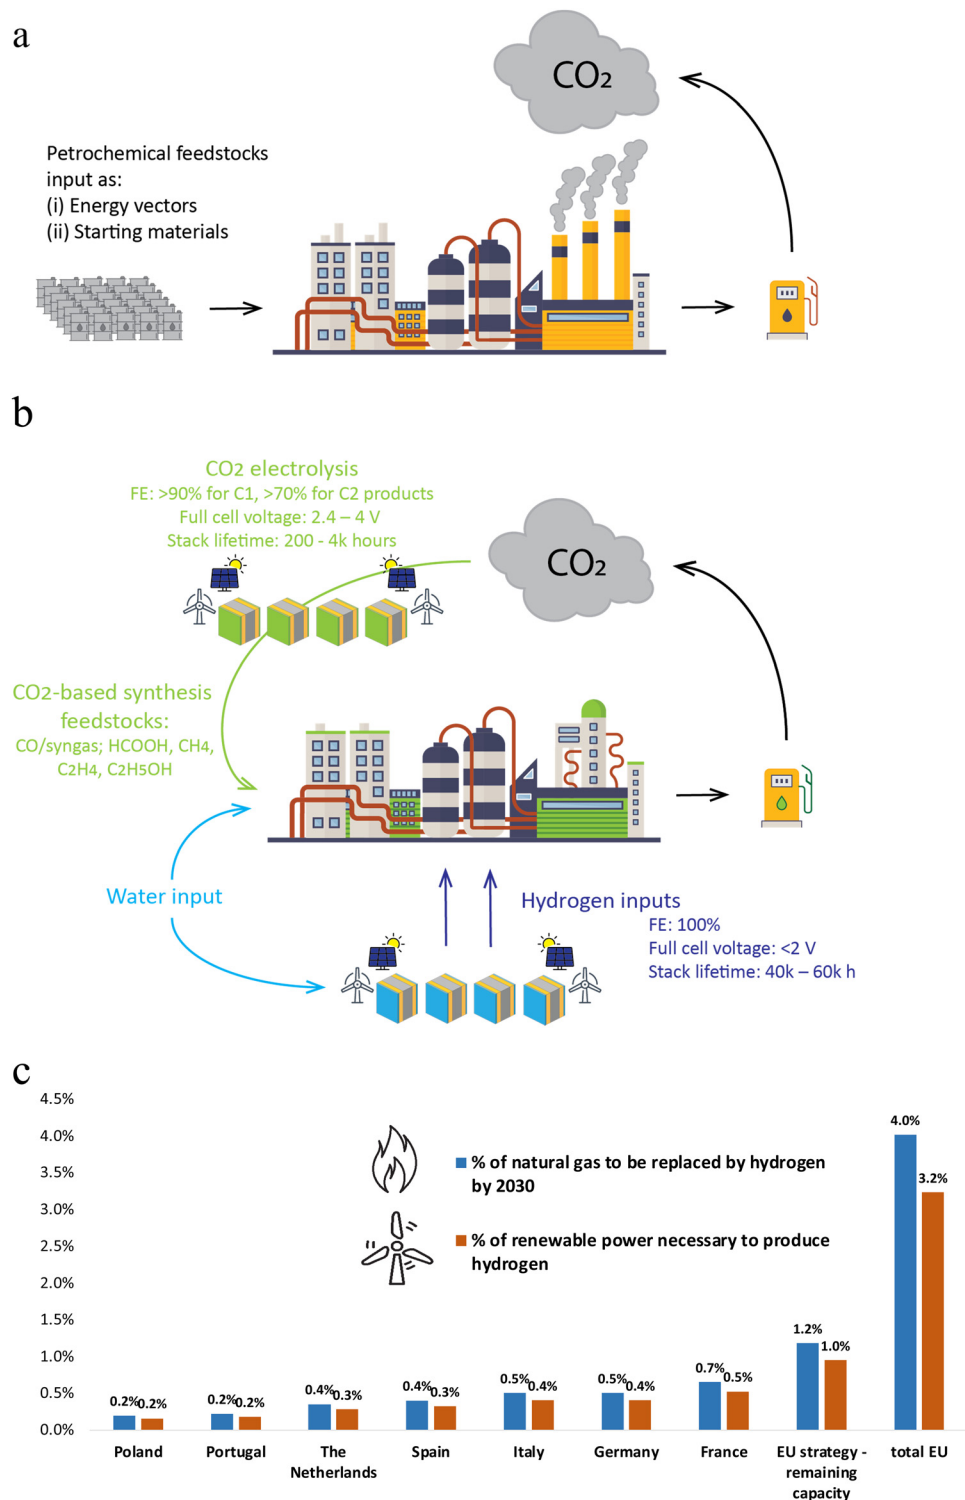 a
CO2
Petrochemical feedstocks
input as:
(i) Energy vectors
(ii) Starting materials
b
CO2 electrolysis
FE: >90% for C1, >70% for C2 products
Full cell voltage: 2.4 – 4 V
Stack lifetime: 200 - 4k hours
CO2
CO2-based synthesis
feedstocks:
CO/syngas; HCOOH, CH4,
C2H4, C2H5OH
Water input
Hydrogen inputs
FE: 100%
Full cell voltage: <2 V
Stack lifetime: 40k – 60k h
c
4.5%
4.0%
3.5%
3.0%
2.5%
2.0%
1.5%
1.0%
0.5%
0.0%
% of natural gas to be replaced by hydrogen
by 2030
% of renewable power necessary to produce
hydrogen
0.2% 0.2%
0.2% 0.2%
0.4% 0.3%
0.4% 0.3%
0.5% 0.4%
0.5% 0.4%
0.7% 0.5%
1.2% 1.0%
4.0% 3.2%
Poland
Portugal
The
Netherlands
Spain
Italy
Germany
France
EU strategy -
remaining
capacity
total EU